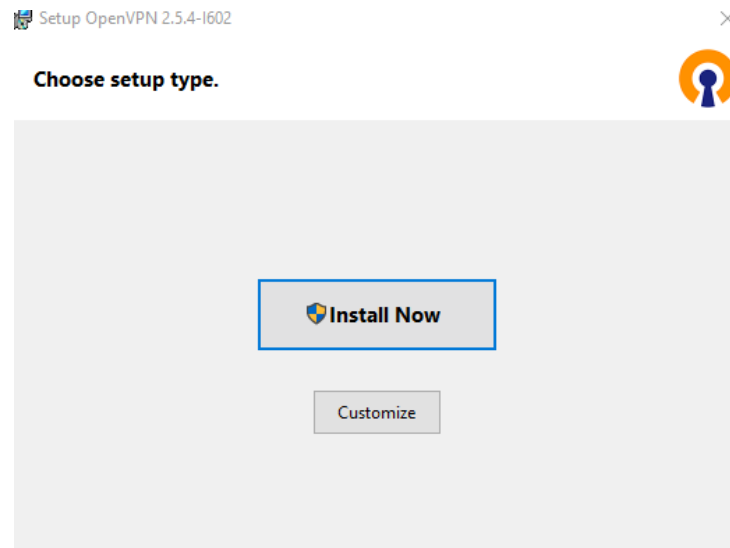 Setup OpenVPN 2.5.4-I602
Choose setup type.
Install Now
Customize